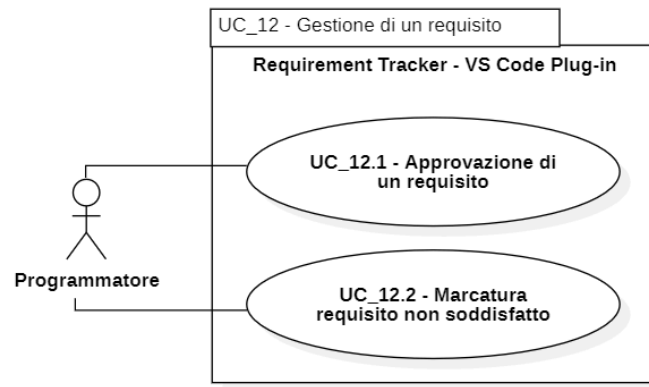 UC_12 - Gestione di un requisito
Requirement Tracker - VS Code Plug-in
UC_12.1 - Approvazione di
un requisito
Programmatore
UC_12.2 - Marcatura
requisito non soddisfatto